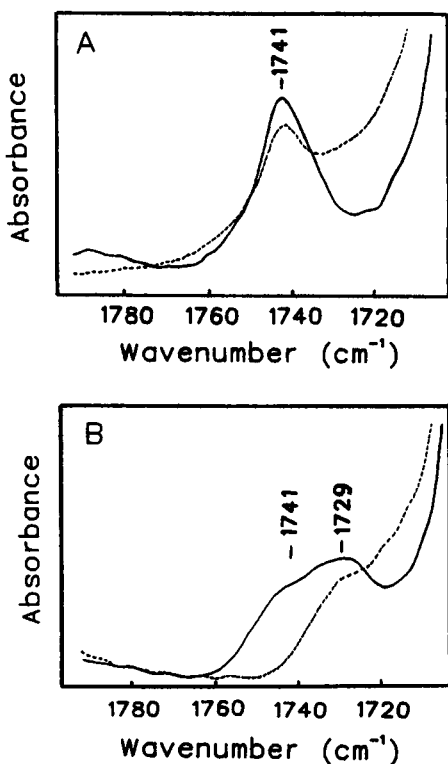 A
–1741
Absorbance
1780 1760 1740 1720
Wavenumber (cm⁻¹)
B
–1741
–1729
Absorbance
1780 1760 1740 1720
Wavenumber (cm⁻¹)